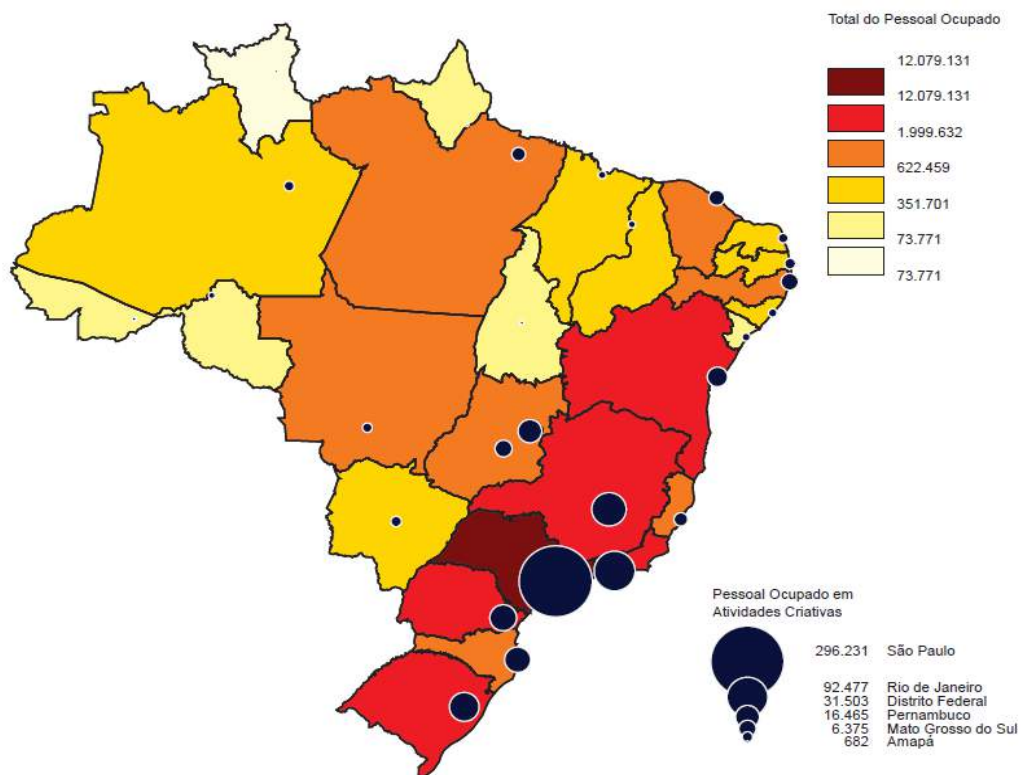 Total do Pessoal Ocupado
12.079.131
12.079.131
1.999.632
622.459
351.701
73.771
73.771
Pessoal Ocupado em
Atividades Criativas
296.231 São Paulo
92.477 Rio de Janeiro
31.503 Distrito Federal
16.465 Pernambuco
6.375 Mato Grosso do Sul
682 Amapá